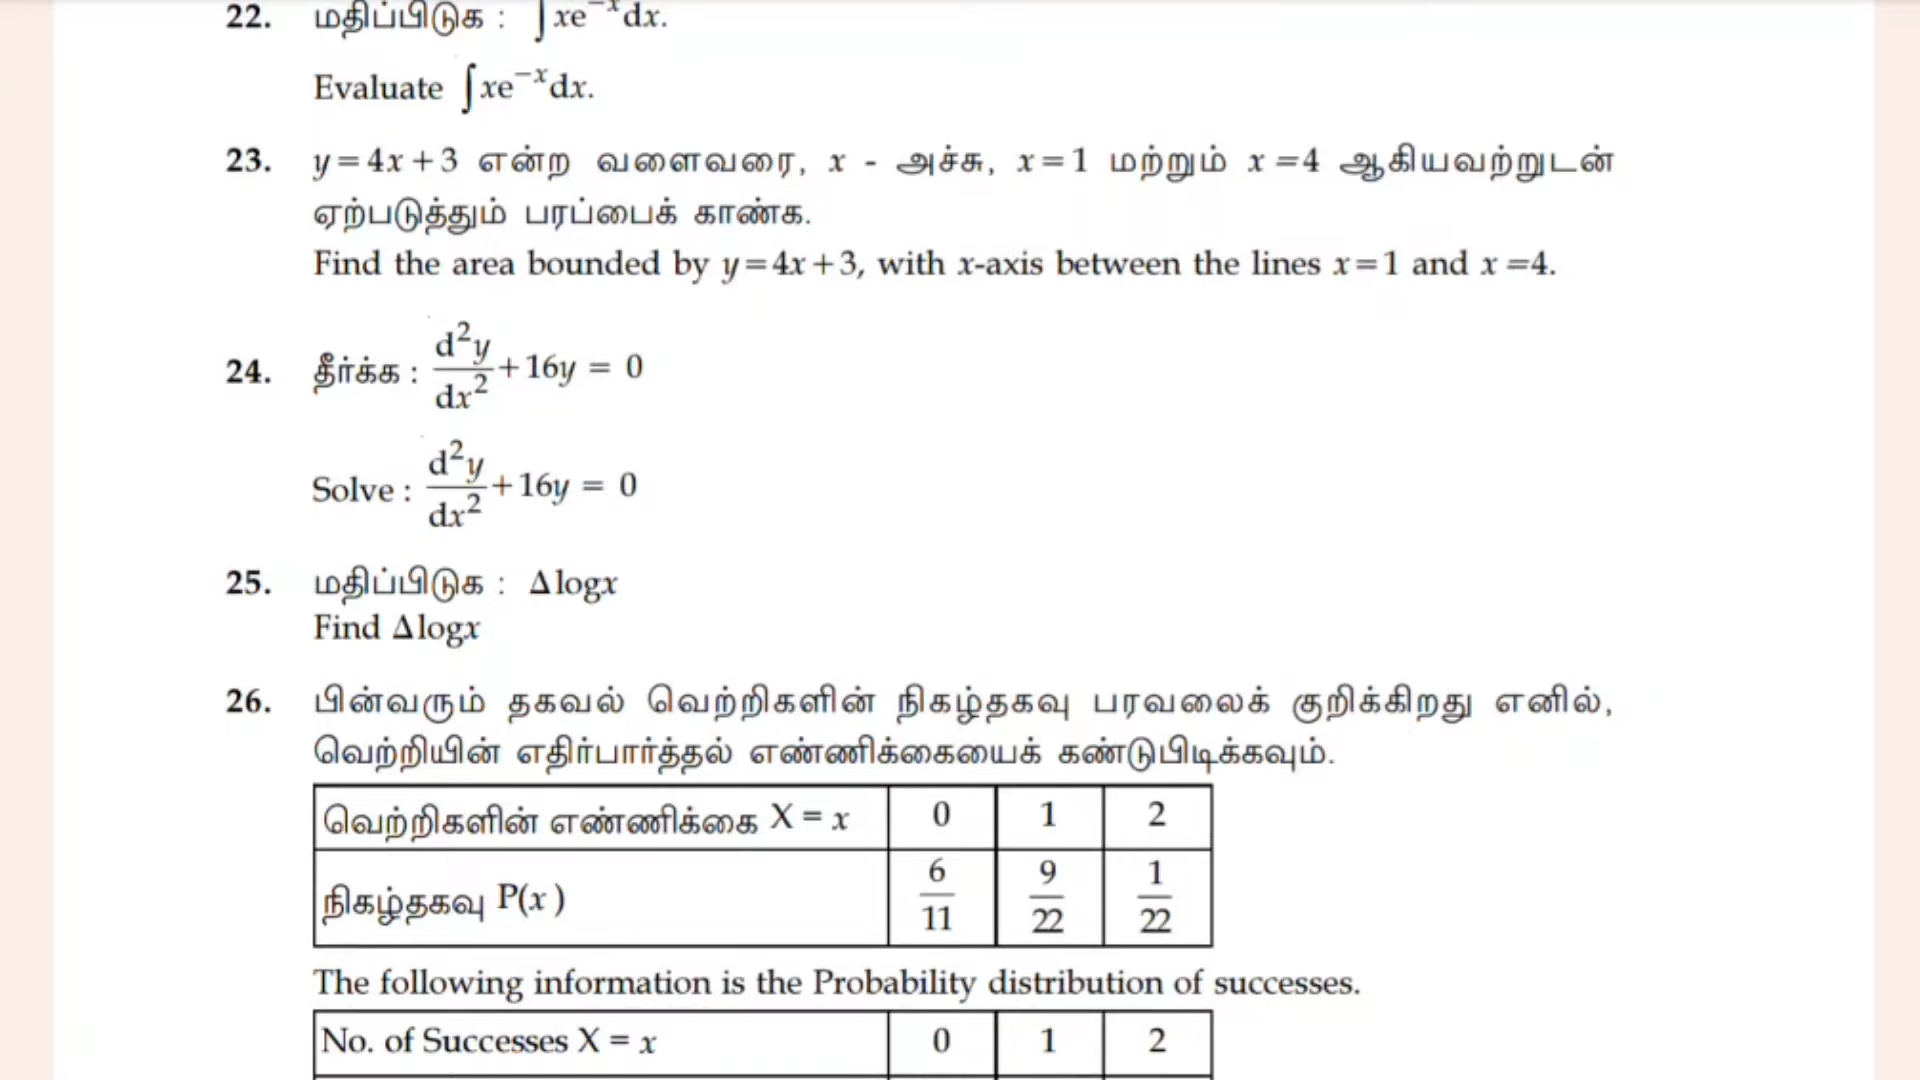 22. மதிப்பிடுக : ∫xe⁻ˣdx.
Evaluate ∫xe⁻ˣdx.
23. y=4x+3 என்ற வளைவரை, x - அச்சு, x=1 மற்றும் x=4 ஆகியவற்றுடன்
ஏற்படுத்தும் பரப்பைக் காண்க.
Find the area bounded by y=4x+3, with x-axis between the lines x=1 and x=4.
24. தீர்க்க : d²y/dx² + 16y = 0
Solve : d²y/dx² + 16y = 0
25. மதிப்பிடுக : Δlogx
Find Δlogx
26. பின்வரும் தகவல் வெற்றிகளின் நிகழ்தகவு பரவலைக் குறிக்கிறது எனில்,
வெற்றியின் எதிர்பார்த்தல் எண்ணிக்கையைக் கண்டுபிடிக்கவும்.
வெற்றிகளின் எண்ணிக்கை X = x 0 1 2
நிகழ்தகவு P(x) 6/11 9/22 1/22
The following information is the Probability distribution of successes.
No. of Successes X = x 0 1 2